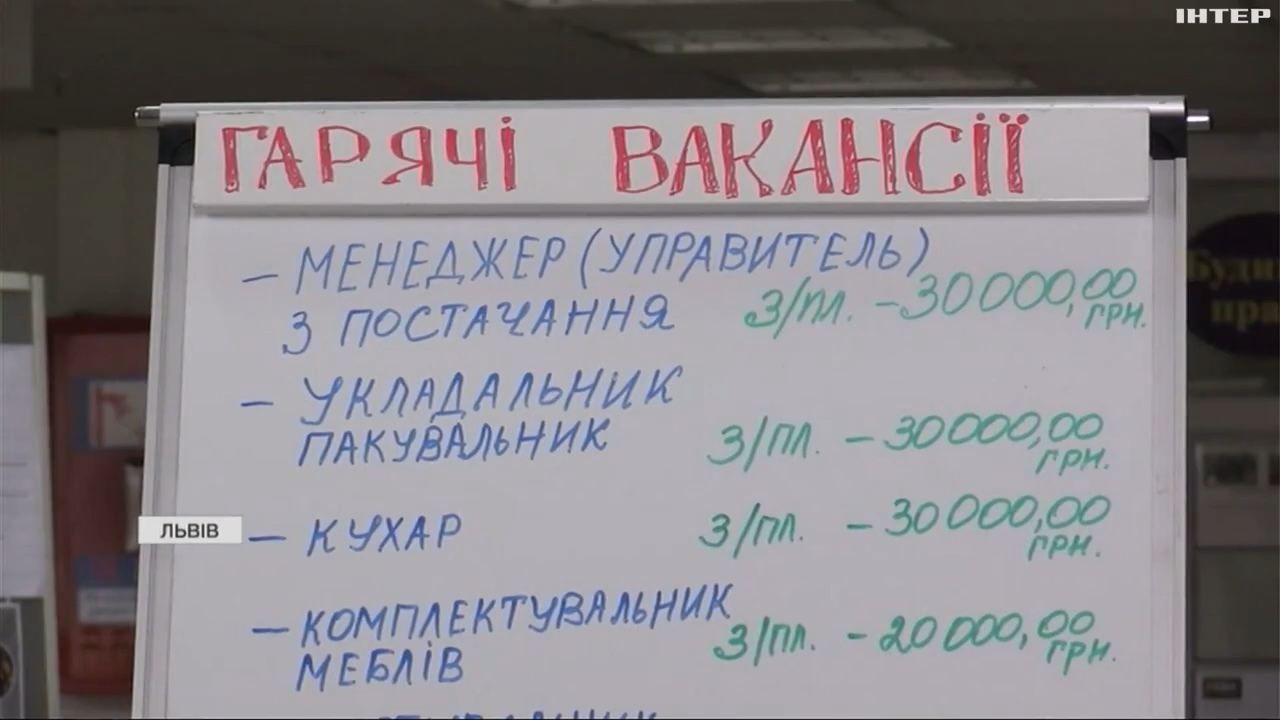 ІНТЕР
ГАРЯЧІ ВАКАНСІЇ
– МЕНЕДЖЕР (УПРАВИТЕЛЬ)
З ПОСТАЧАННЯ З/ПЛ. – 30000,00 ГРН.
– УКЛАДАЛЬНИК
ПАКУВАЛЬНИК З/ПЛ. – 30000,00 ГРН.
– КУХАР З/ПЛ. – 30000,00 ГРН.
– КОМПЛЕКТУВАЛЬНИК
МЕБЛІВ З/ПЛ. – 20000,00 ГРН.
ЛЬВІВ